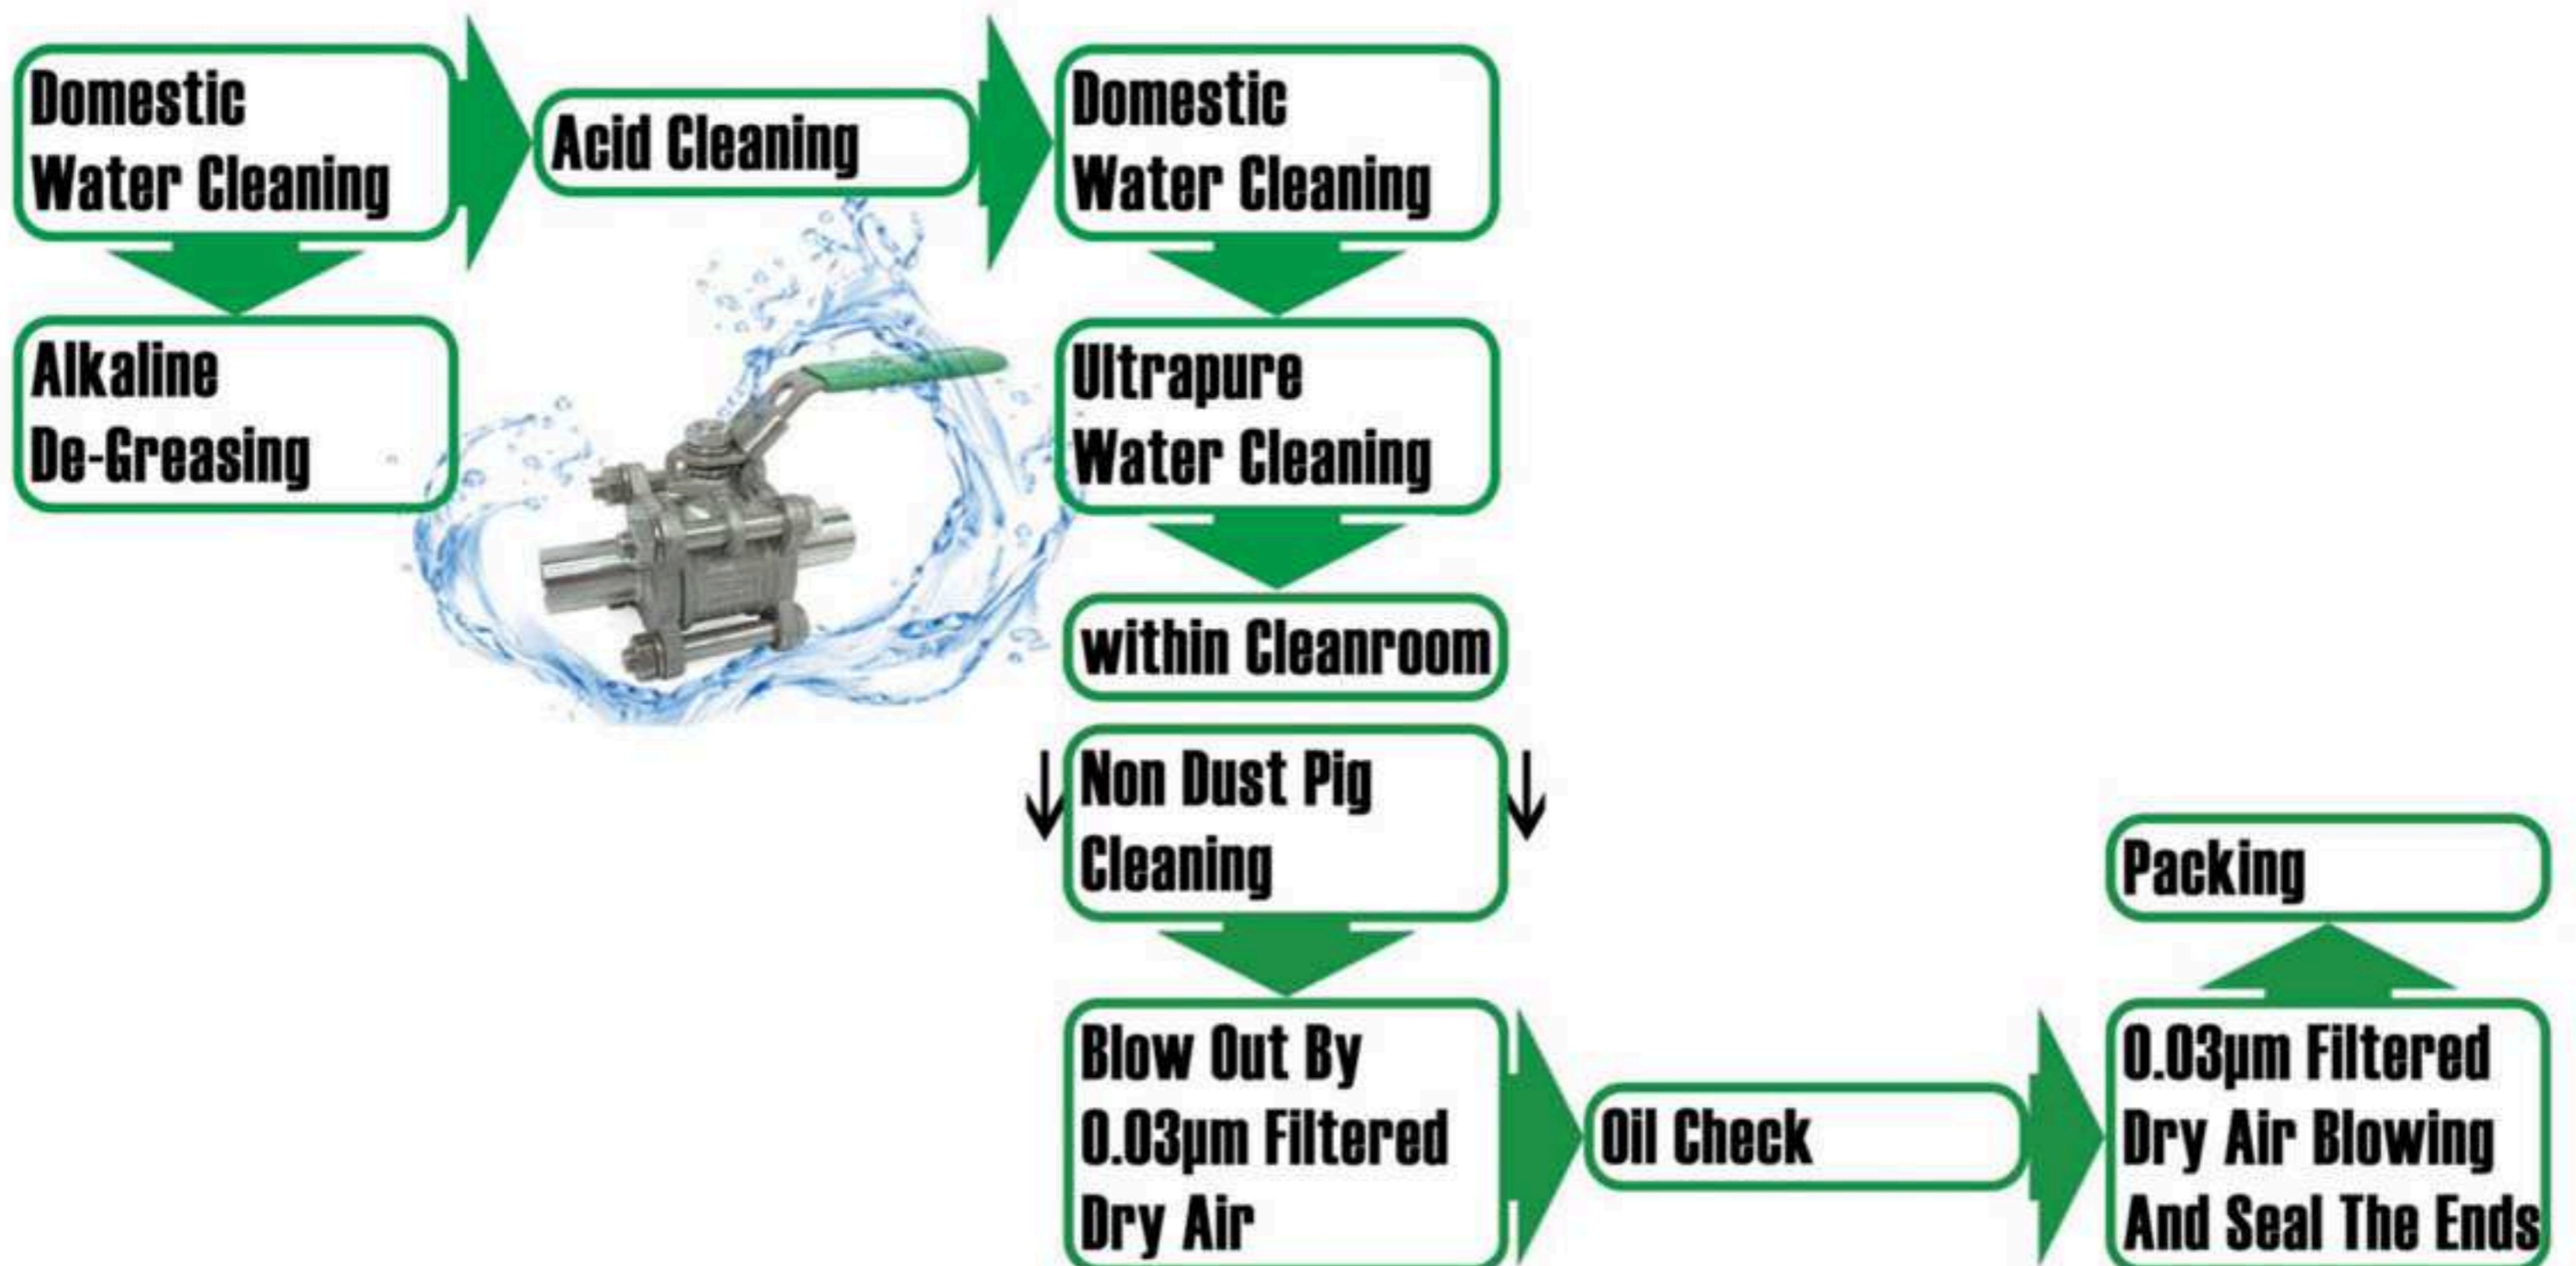 Domestic
Water Cleaning
Acid Cleaning
Domestic
Water Cleaning
Alkaline
De-Greasing
Ultrapure
Water Cleaning
within Cleanroom
Non Dust Pig
Cleaning
Packing
Blow Out By
0.03µm Filtered
Dry Air
Oil Check
0.03µm Filtered
Dry Air Blowing
And Seal The Ends